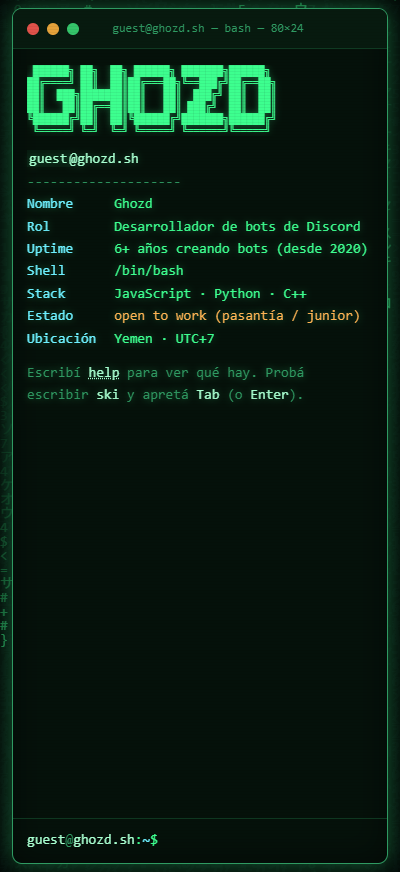 guest@ghozd.sh — bash — 80×24
GHOZD
guest@ghozd.sh
--------------------
Nombre Ghozd
Rol Desarrollador de bots de Discord
Uptime 6+ años creando bots (desde 2020)
Shell /bin/bash
Stack JavaScript · Python · C++
Estado open to work (pasantía / junior)
Ubicación Yemen · UTC+7
Escribí help para ver qué hay. Probá
escribir ski y apretá Tab (o Enter).
guest@ghozd.sh:~$